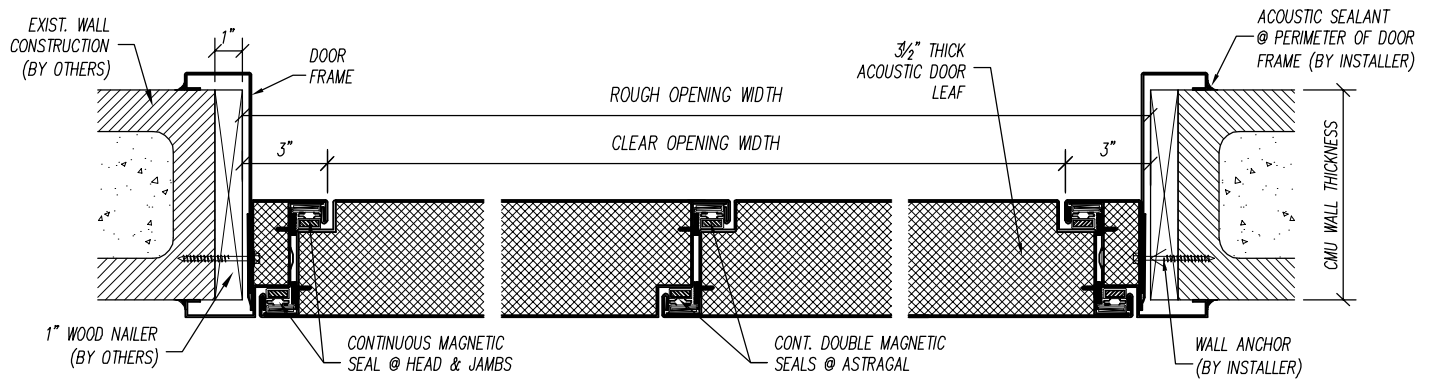 EXIST. WALL
CONSTRUCTION
(BY OTHERS)
1"
DOOR
FRAME
3½" THICK
ACOUSTIC DOOR
LEAF
ACOUSTIC SEALANT
@ PERIMETER OF DOOR
FRAME (BY INSTALLER)
ROUGH OPENING WIDTH
CLEAR OPENING WIDTH
3"
3"
CMU WALL THICKNESS
1" WOOD NAILER
(BY OTHERS)
CONTINUOUS MAGNETIC
SEAL @ HEAD & JAMBS
CONT. DOUBLE MAGNETIC
SEALS @ ASTRAGAL
WALL ANCHOR
(BY INSTALLER)